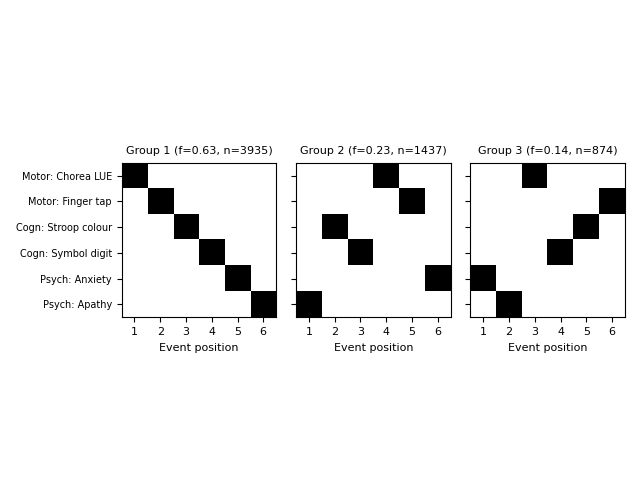 Group 1 (f=0.63, n=3935) Group 2 (f=0.23, n=1437) Group 3 (f=0.14, n=874)
Motor: Chorea LUE
Motor: Finger tap
Cogn: Stroop colour
Cogn: Symbol digit
Psych: Anxiety
Psych: Apathy
1 2 3 4 5 6 1 2 3 4 5 6 1 2 3 4 5 6
Event position Event position Event position